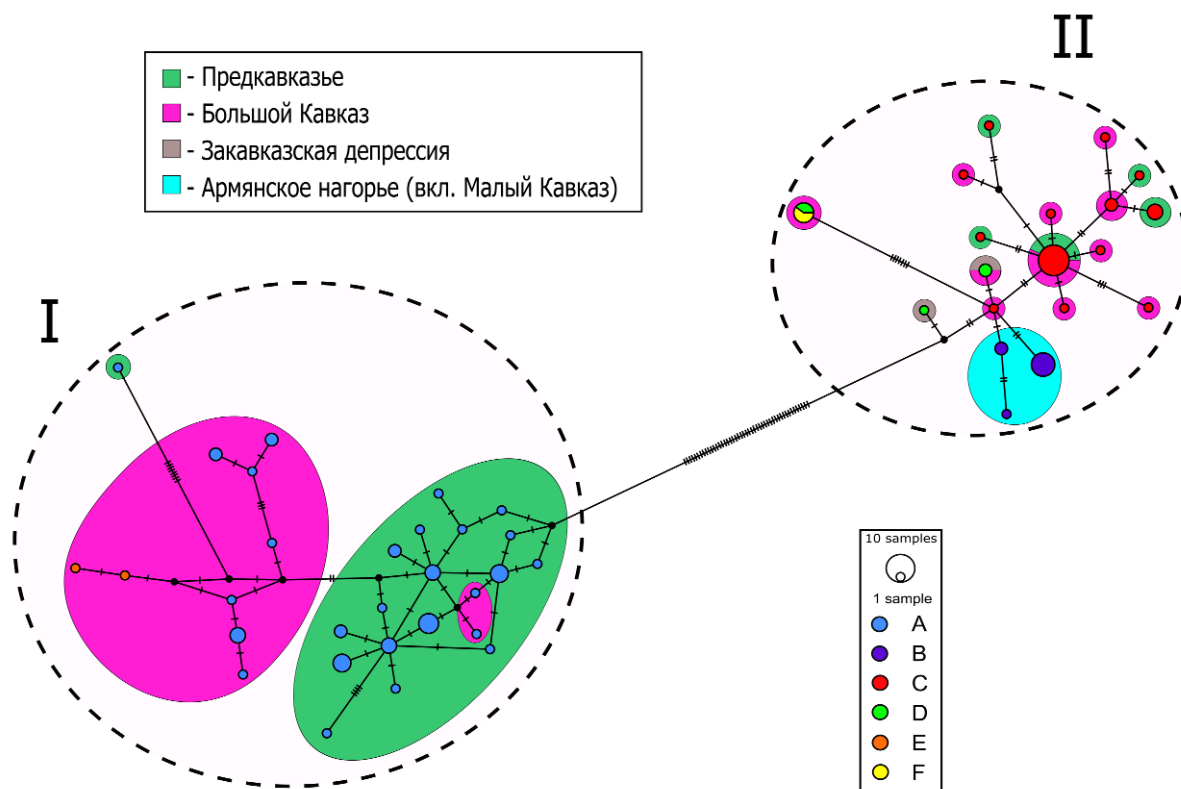 II
- Предкавказье
- Большой Кавказ
- Закавказская депрессия
- Армянское нагорье (вкл. Малый Кавказ)
I
10 samples
1 sample
A
B
C
D
E
F